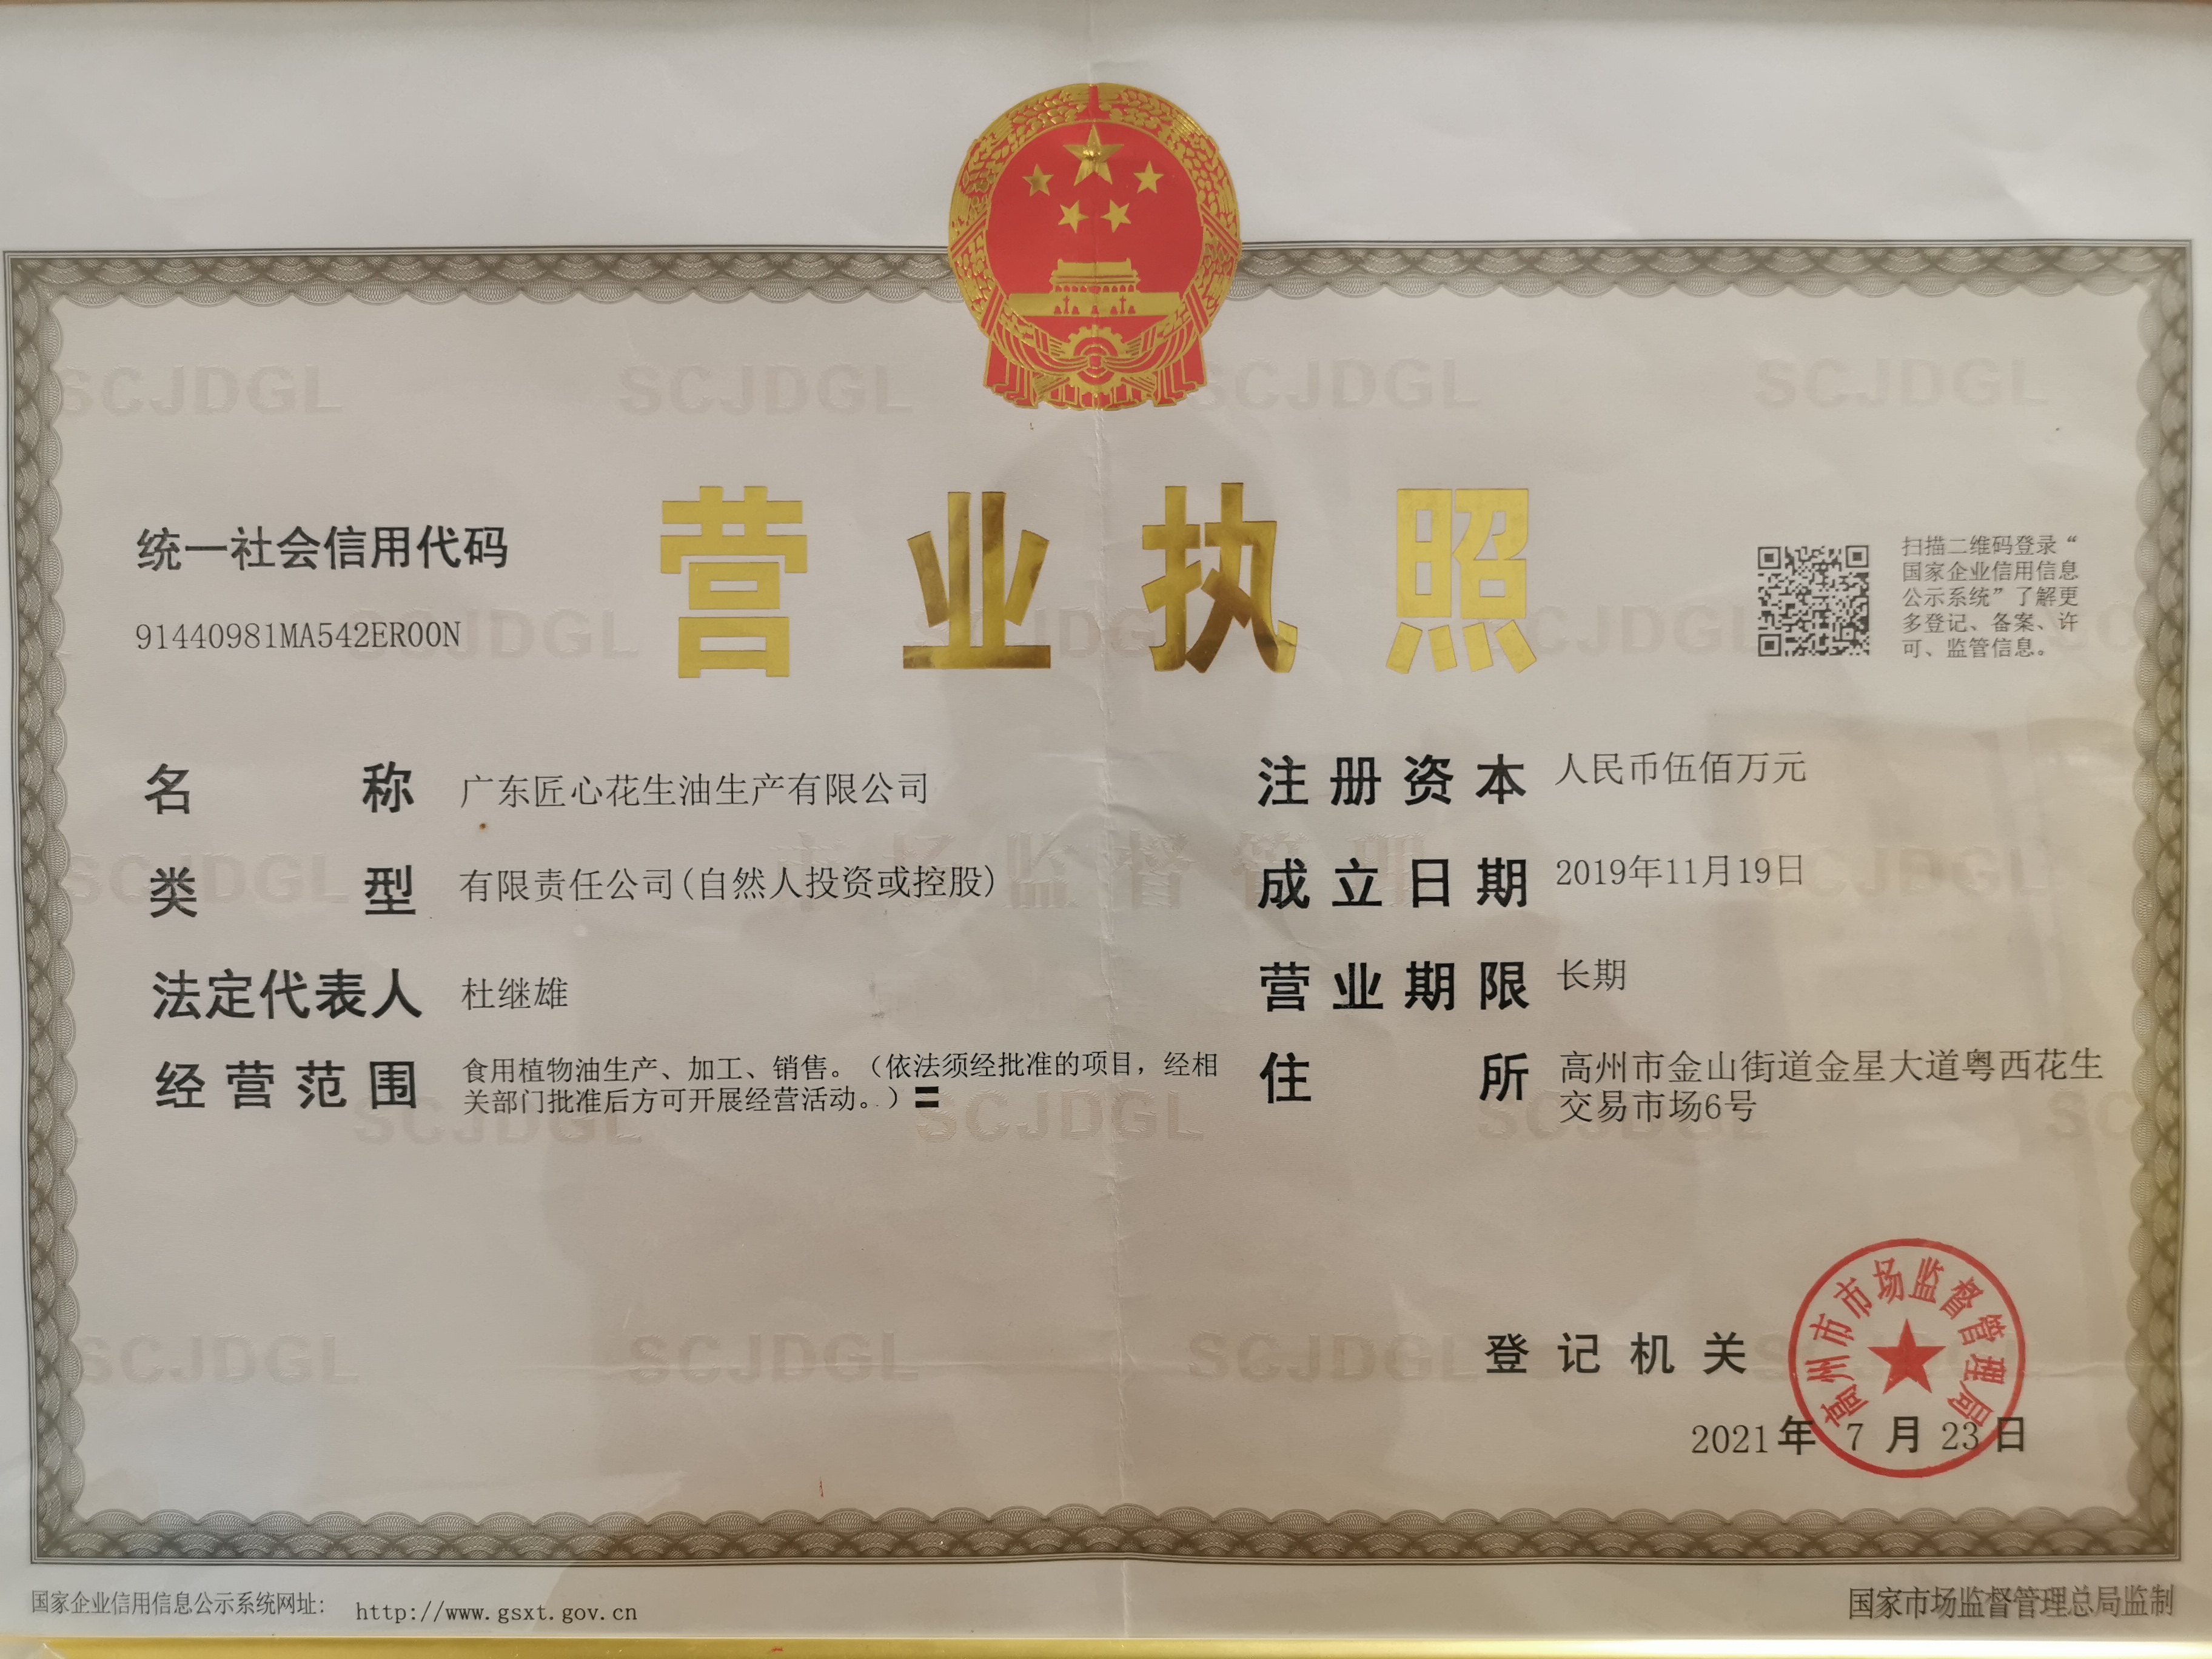 营业执照
统一社会信用代码
91440981MA542ER00N
扫描二维码登录“
国家企业信用信息
公示系统”了解更
多登记、备案、许
可、监管信息。
名称 广东匠心花生油生产有限公司
类型 有限责任公司(自然人投资或控股)
法定代表人 杜继雄
经营范围 食用植物油生产、加工、销售。（依法须经批准的项目，经相
关部门批准后方可开展经营活动。）〓
注册资本 人民币伍佰万元
成立日期 2019年11月19日
营业期限 长期
住所 高州市金山街道金星大道粤西花生
交易市场6号
登记机关
高州市市场监督管理局
2021年7月23日
国家企业信用信息公示系统网址： http://www.gsxt.gov.cn
国家市场监督管理总局监制
SCJDGL
SCJDGL
SCJDGL
SCJDGL
SCJDGL
市场监督管理